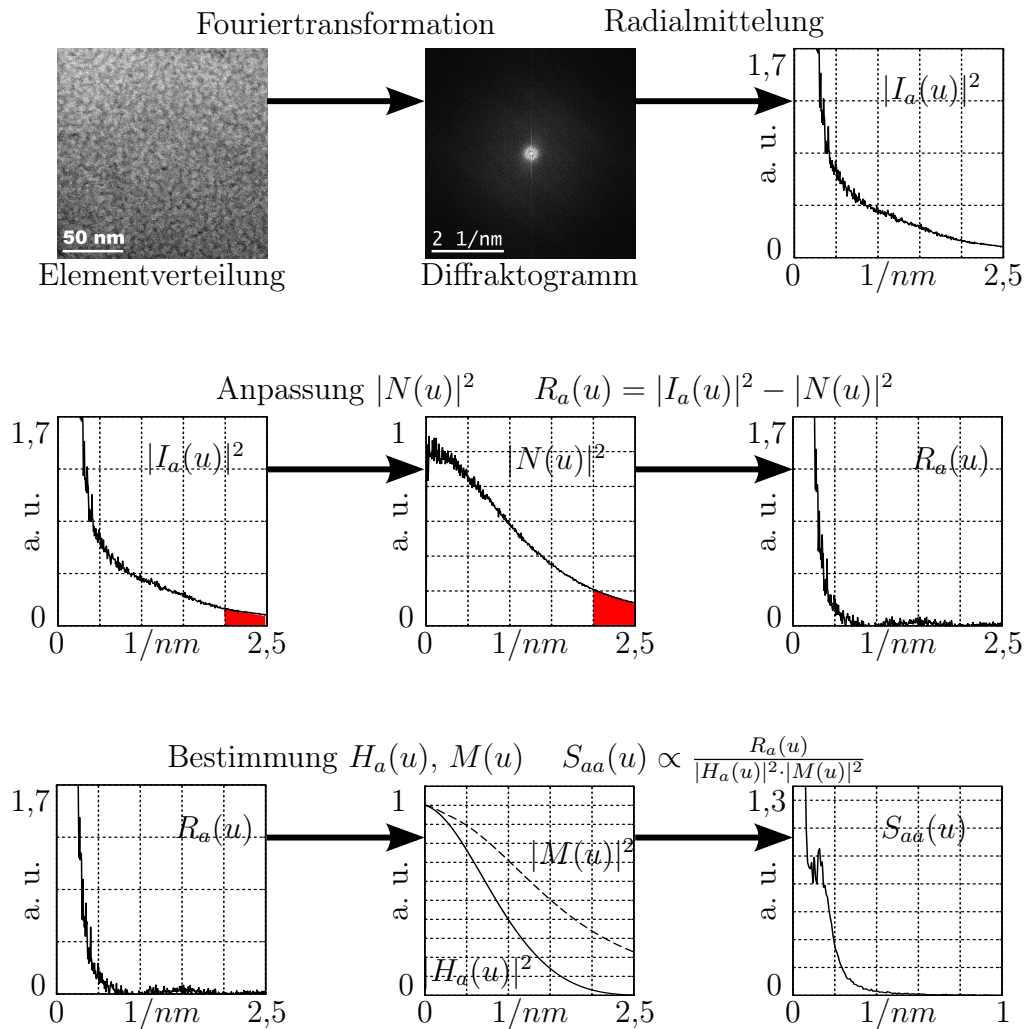 Fouriertransformation
Radialmittelung
50 nm
Elementverteilung
2 1/nm
Diffraktogramm
1,7
a. u.
0
|I_a(u)|²
0 1/nm 2,5
Anpassung |N(u)|² R_a(u) = |I_a(u)|² − |N(u)|²
1,7
a. u.
0
|I_a(u)|²
0 1/nm 2,5
1
a. u.
0
|N(u)|²
0 1/nm 2,5
1,7
a. u.
0
R_a(u)
0 1/nm 2,5
Bestimmung H_a(u), M(u) S_aa(u) ∝ R_a(u) / |H_a(u)|²·|M(u)|²
1,7
a. u.
0
R_a(u)
0 1/nm 2,5
1
a. u.
0
|M(u)|²
H_a(u)|²
0 1/nm 2,5
1,3
a. u.
0
S_aa(u)
0 1/nm 1